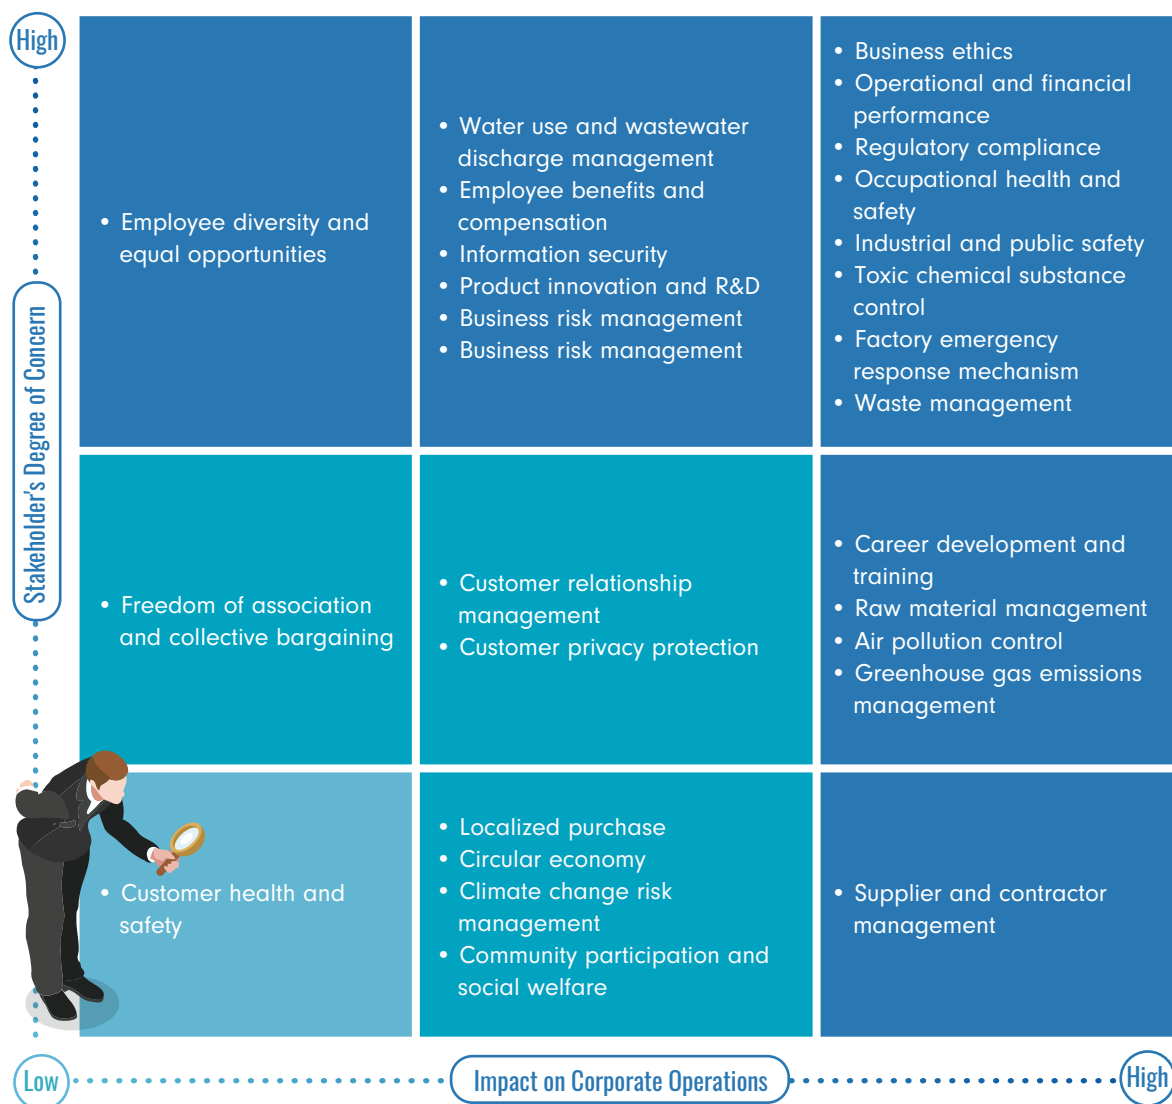 High
Stakeholder's Degree of Concern
• Employee diversity and
equal opportunities
• Water use and wastewater
discharge management
• Employee benefits and
compensation
• Information security
• Product innovation and R&D
• Business risk management
• Business risk management
• Business ethics
• Operational and financial
performance
• Regulatory compliance
• Occupational health and
safety
• Industrial and public safety
• Toxic chemical substance
control
• Factory emergency
response mechanism
• Waste management
• Freedom of association
and collective bargaining
• Customer relationship
management
• Customer privacy protection
• Career development and
training
• Raw material management
• Air pollution control
• Greenhouse gas emissions
management
• Customer health and
safety
• Localized purchase
• Circular economy
• Climate change risk
management
• Community participation and
social welfare
• Supplier and contractor
management
Low
Impact on Corporate Operations
High